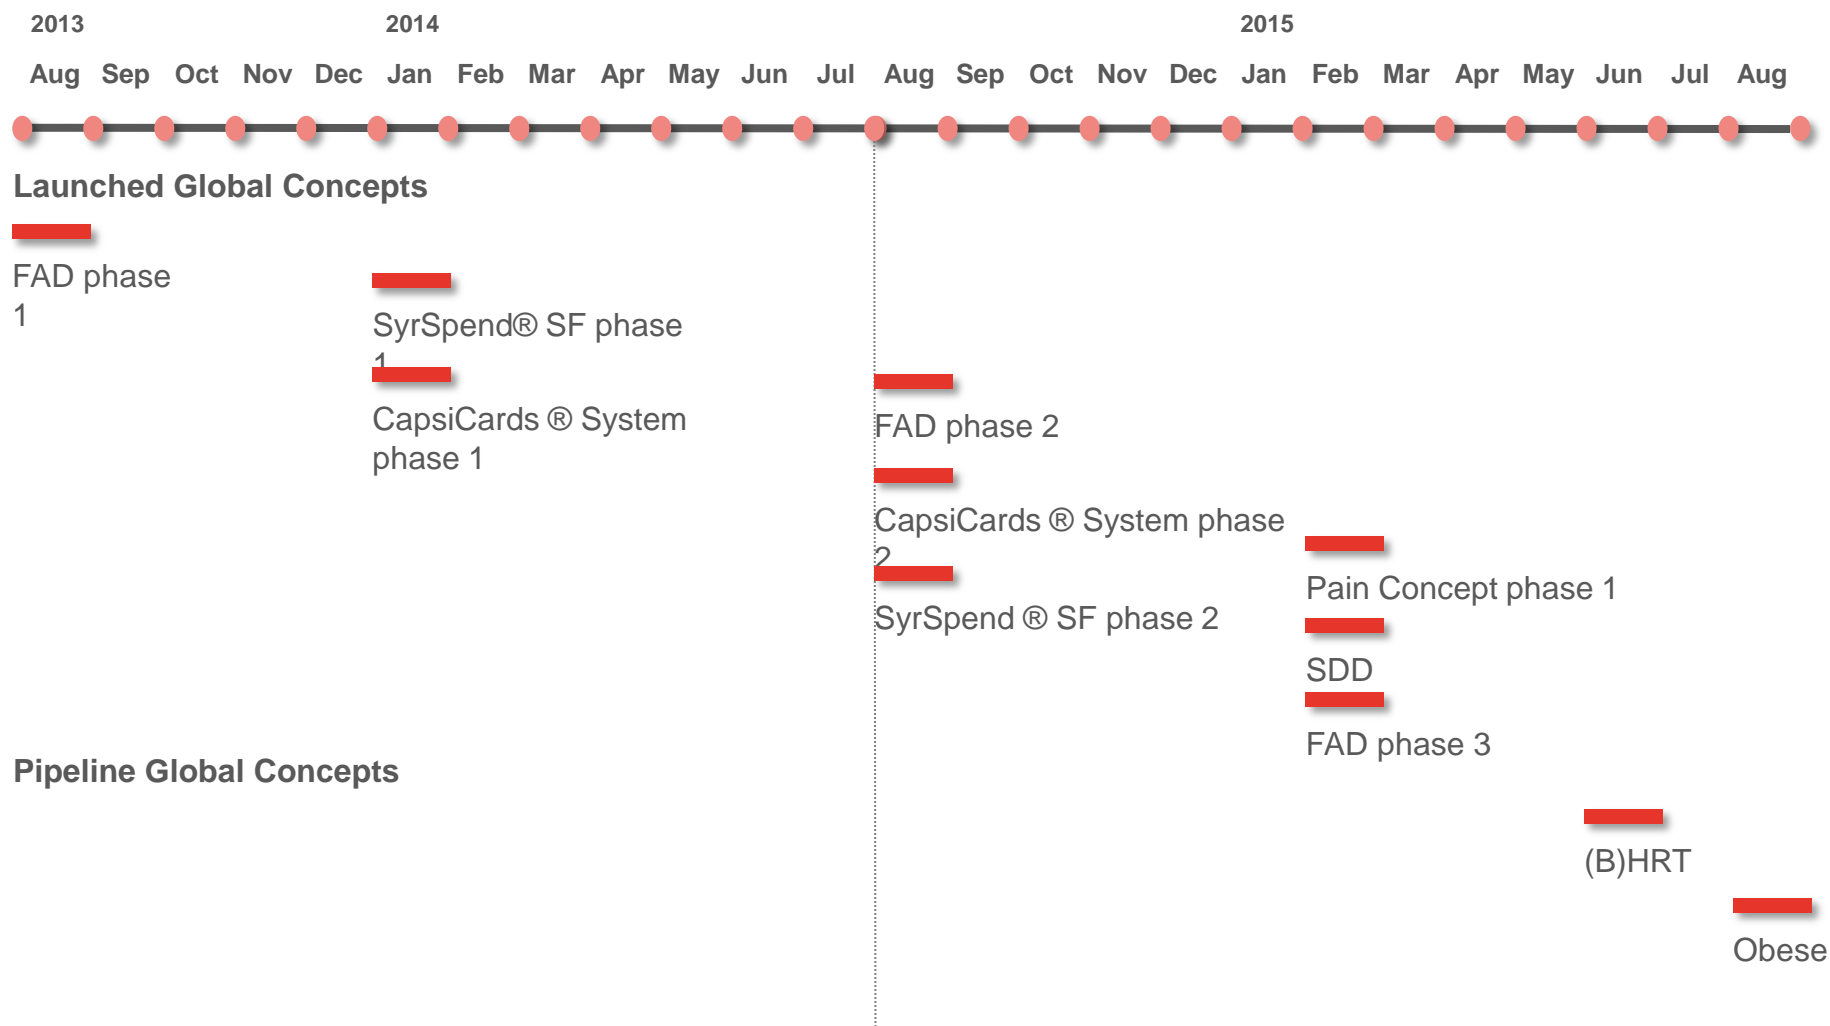 2013 2014 2015
Aug Sep Oct Nov Dec Jan Feb Mar Apr May Jun Jul Aug Sep Oct Nov Dec Jan Feb Mar Apr May Jun Jul Aug
Launched Global Concepts
FAD phase
1
SyrSpend® SF phase
1
CapsiCards ® System
phase 1
FAD phase 2
CapsiCards ® System phase
2
SyrSpend ® SF phase 2
Pain Concept phase 1
SDD
FAD phase 3
Pipeline Global Concepts
(B)HRT
Obese